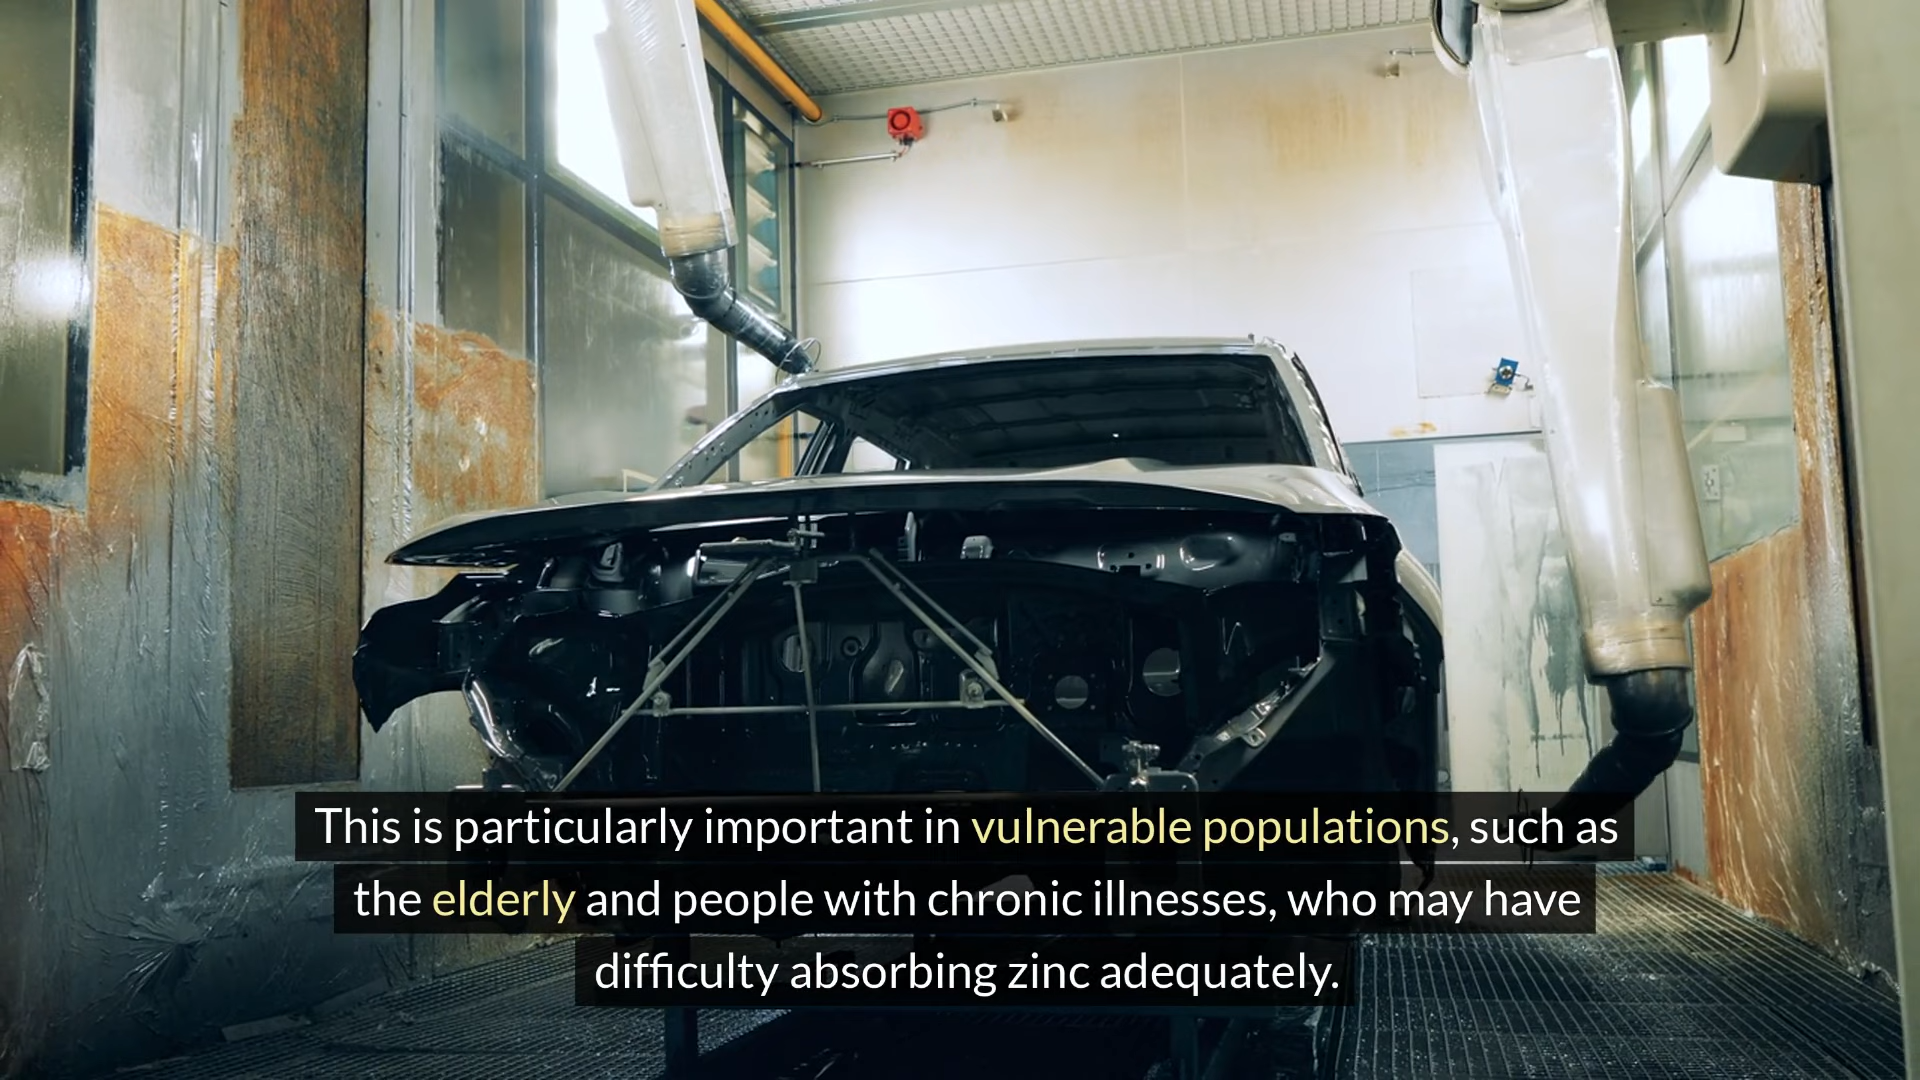 This is particularly important in vulnerable populations, such as
the elderly and people with chronic illnesses, who may have
difficulty absorbing zinc adequately.